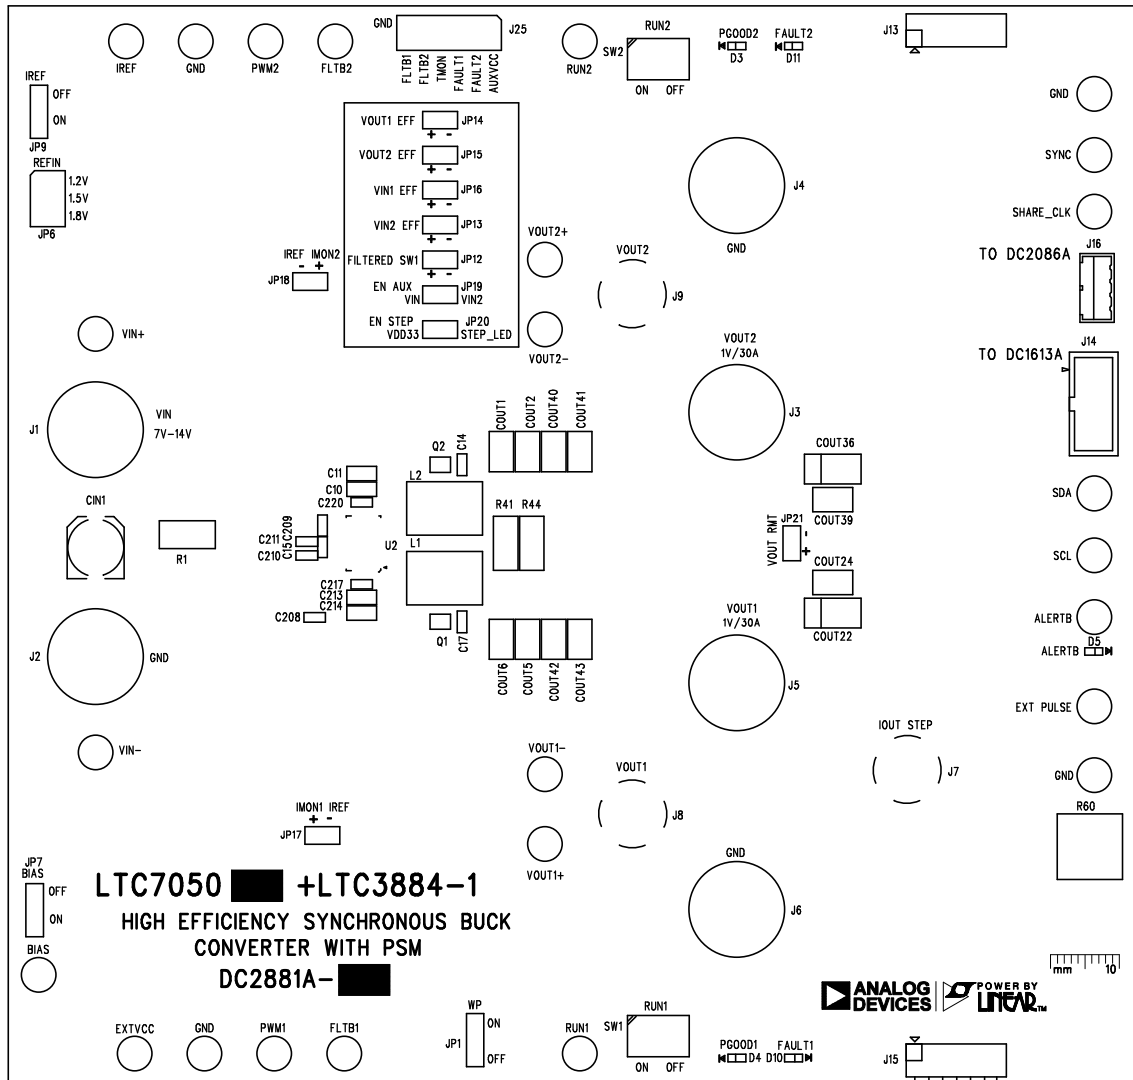 IREF
GND
PWM2
FLTB2
GND
J25
FLTB1
FLTB2
TMON
FAULT1
FAULT2
AUXVCC
RUN2
RUN2
SW2
ON OFF
PGOOD2
D3
FAULT2
D11
J13
IREF
OFF
ON
JP9
REFIN
1.2V
1.5V
1.8V
JP6
VOUT1 EFF
JP14
+ -
VOUT2 EFF
JP15
+ -
VIN1 EFF
JP16
+ -
VIN2 EFF
JP13
+ -
FILTERED SW1
JP12
+ -
EN AUX
JP19
VIN
VIN2
EN STEP
JP20
VDD33
STEP_LED
IREF IMON2
- +
JP18
VOUT2+
VOUT2-
J4
GND
VOUT2
J9
GND
SYNC
SHARE_CLK
TO DC2086A
J16
TO DC1613A
J14
VIN+
J1
VIN
7V-14V
VOUT2
1V/30A
J3
COUT1
COUT2
COUT40
COUT41
Q2
C14
C11
C10
C220
L2
CIN1
R1
C209
C211
C15
C210
U2
L1
R41 R44
COUT36
COUT39
JP21
VOUT RMT
-
+
COUT24
COUT22
SDA
SCL
C217
C213
C214
C208
Q1
C17
COUT6
COUT5
COUT42
COUT43
VOUT1
1V/30A
J5
ALERTB
D5
ALERTB
J2
GND
EXT PULSE
VIN-
IOUT STEP
J7
VOUT1-
VOUT1
J8
VOUT1+
GND
R60
IMON1 IREF
+ -
JP17
GND
J6
JP7
BIAS
OFF
ON
BIAS
LTC7050 +LTC3884-1
HIGH EFFICIENCY SYNCHRONOUS BUCK
CONVERTER WITH PSM
DC2881A-
mm 10
ANALOG
DEVICES
POWER BY
LINEAR™
EXTVCC
GND
PWM1
FLTB1
WP
ON
JP1
OFF
RUN1
RUN1
SW1
ON OFF
PGOOD1
D4
FAULT1
D10
J15